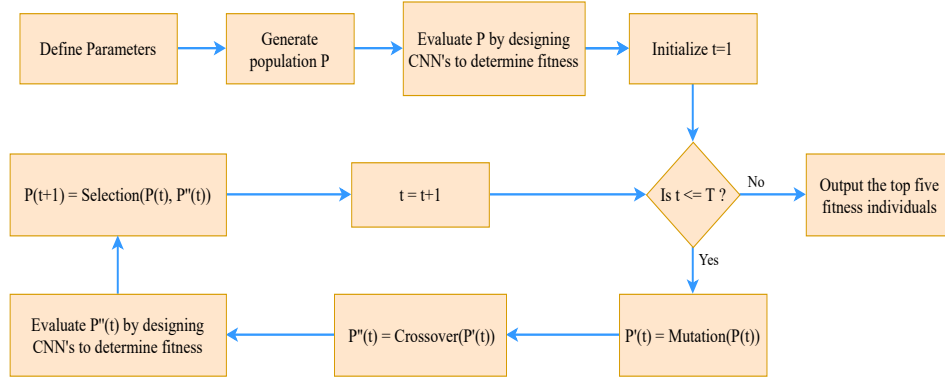 Define Parameters
Generate
population P
Evaluate P by designing
CNN's to determine fitness
Initialize t=1
P(t+1) = Selection(P(t), P''(t))
t = t+1
Is t <= T ?
No
Output the top five
fitness individuals
Yes
Evaluate P''(t) by designing
CNN's to determine fitness
P''(t) = Crossover(P'(t))
P'(t) = Mutation(P(t))